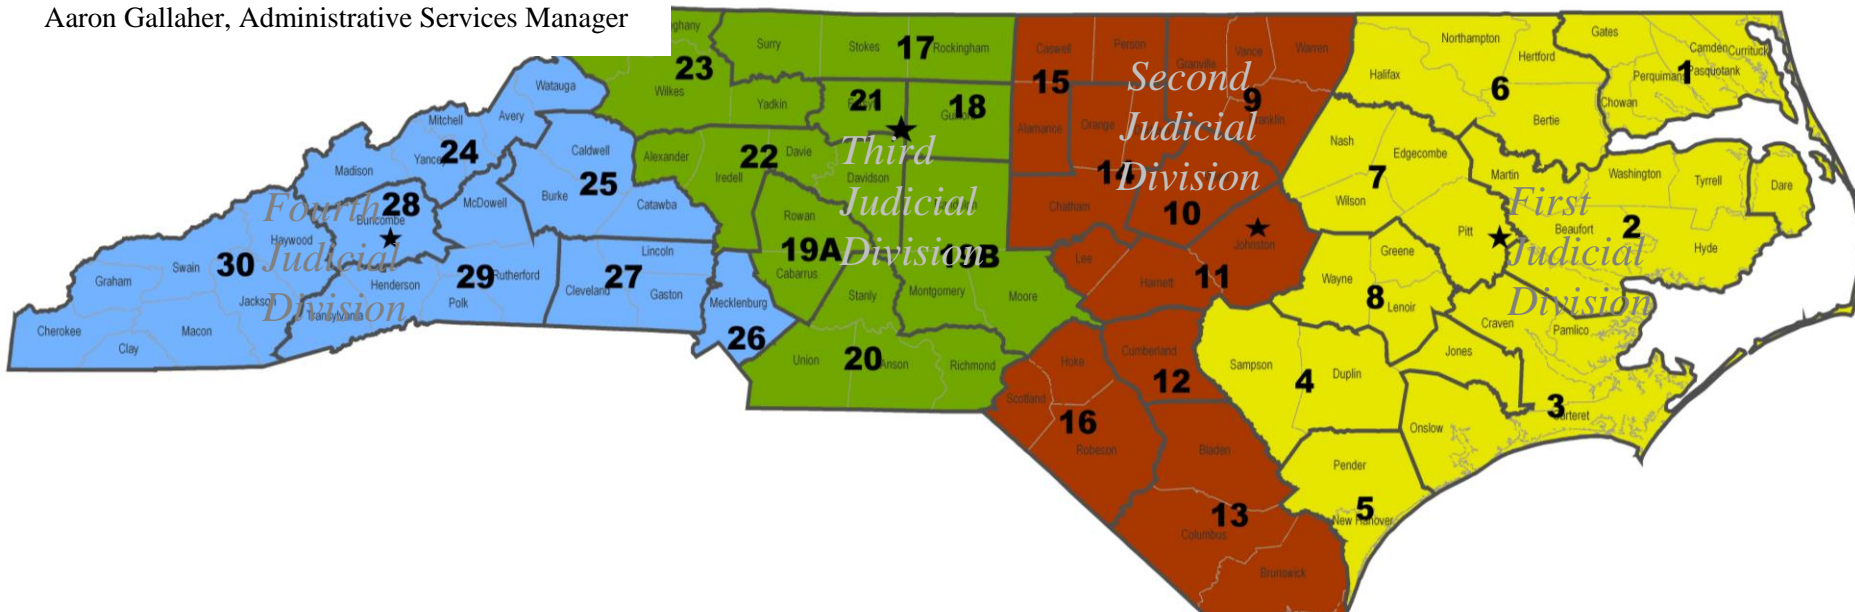 Aaron Gallaher, Administrative Services Manager
ghany
Surry
Stokes
17
Rockingham
23
Wilkes
Yadkin
21
18
Watauga
Mitchell
Avery
Yancey
24
Madison
Caldwell
Alexander
22
Davie
Iredell
Davidson
Third
Judicial
Division
Burke
25
Catawba
McDowell
28
Buncombe
Fourth
Judicial
Division
Haywood
Swain
30
Graham
Jackson
Cherokee
Clay
Macon
Henderson
Transylvania
29
Rutherford
Polk
Cleveland
27
Lincoln
Gaston
Mecklenburg
26
Rowan
19A
Cabarrus
19B
Stanly
Montgomery
Moore
Union
20
Anson
Richmond
Caswell
Person
Granville
Vance
Warren
15
Second
Judicial
Division
9
Alamance
Orange
14
Chatham
10
Johnston
Lee
Harnett
11
Hoke
Cumberland
12
Scotland
16
Robeson
Bladen
13
Columbus
Brunswick
Northampton
Hertford
Gates
Camden
Currituck
Halifax
6
Perquimans
1
Pasquotank
Chowan
Bertie
Nash
Edgecombe
7
Wilson
Martin
Washington
Tyrrell
Dare
First
Judicial
Division
Beaufort
2
Hyde
Pitt
Greene
Wayne
8
Lenoir
Craven
Pamlico
Jones
Sampson
4
Duplin
3
Carteret
Onslow
Pender
5
New Hanover